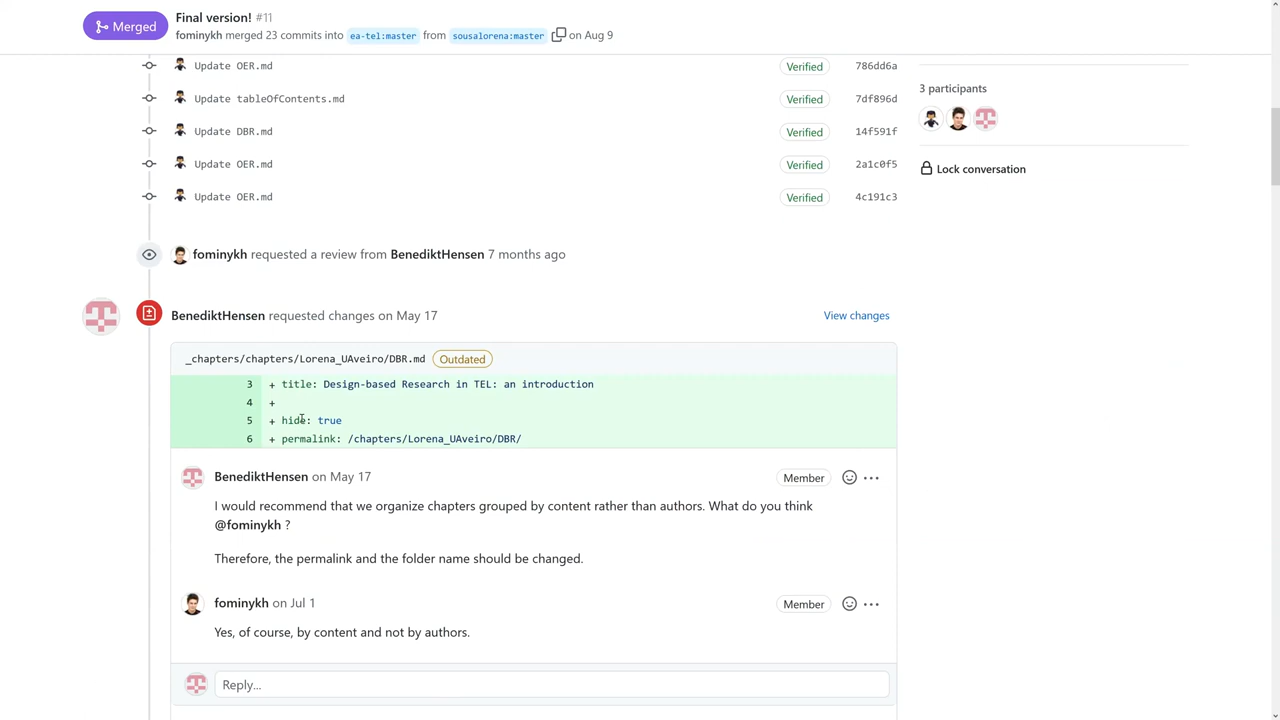 Merged
Final version! #11
fominykh merged 23 commits into ea-tel:master from sousalorena:master on Aug 9
Update OER.md Verified 786dd6a
Update tableOfContents.md Verified 7df896d
Update DBR.md Verified 14f591f
Update OER.md Verified 2a1c0f5
Update OER.md Verified 4c191c3
3 participants
Lock conversation
fominykh requested a review from BenediktHensen 7 months ago
BenediktHensen requested changes on May 17 View changes
_chapters/chapters/Lorena_UAveiro/DBR.md Outdated
3 + title: Design-based Research in TEL: an introduction
4 +
5 + hide: true
6 + permalink: /chapters/Lorena_UAveiro/DBR/
BenediktHensen on May 17 Member
I would recommend that we organize chapters grouped by content rather than authors. What do you think
@fominykh ?
Therefore, the permalink and the folder name should be changed.
fominykh on Jul 1 Member
Yes, of course, by content and not by authors.
Reply...